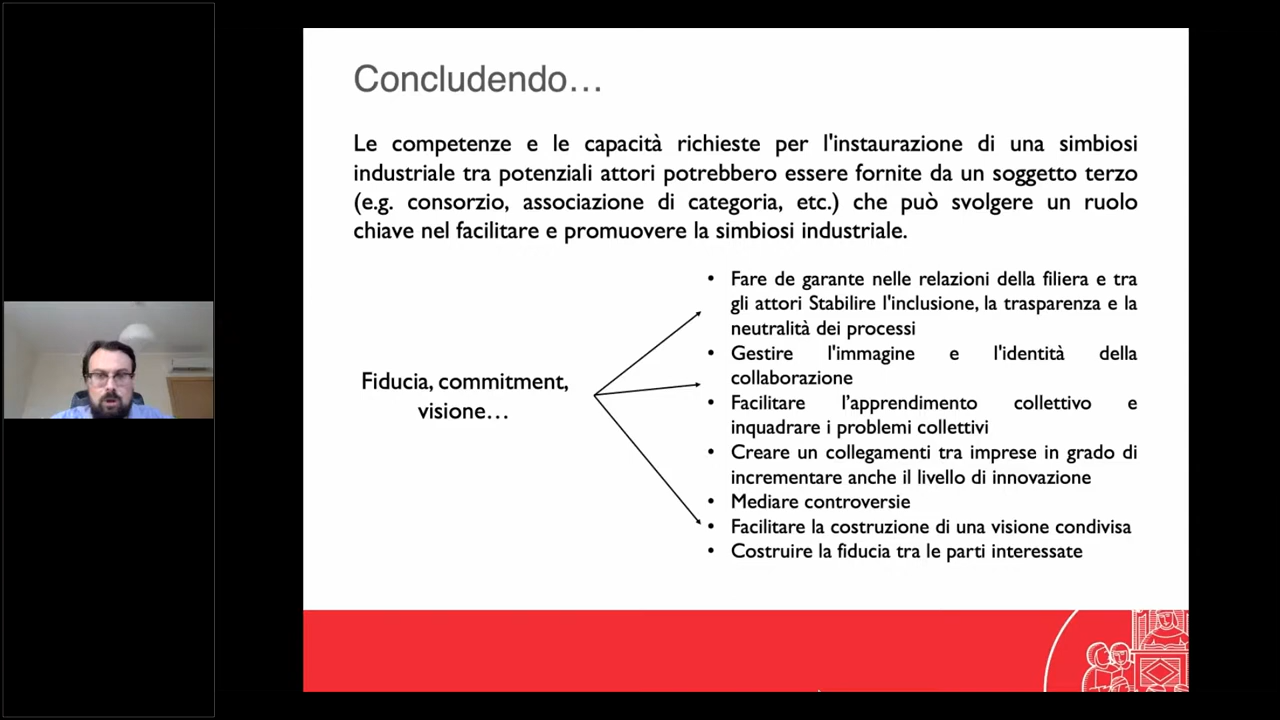 Concludendo…
Le competenze e le capacità richieste per l'instaurazione di una simbiosi
industriale tra potenziali attori potrebbero essere fornite da un soggetto terzo
(e.g. consorzio, associazione di categoria, etc.) che può svolgere un ruolo
chiave nel facilitare e promuovere la simbiosi industriale.
Fiducia, commitment,
visione…
• Fare de garante nelle relazioni della filiera e tra
gli attori Stabilire l'inclusione, la trasparenza e la
neutralità dei processi
• Gestire l'immagine e l'identità della
collaborazione
• Facilitare l’apprendimento collettivo e
inquadrare i problemi collettivi
• Creare un collegamenti tra imprese in grado di
incrementare anche il livello di innovazione
• Mediare controversie
• Facilitare la costruzione di una visione condivisa
• Costruire la fiducia tra le parti interessate